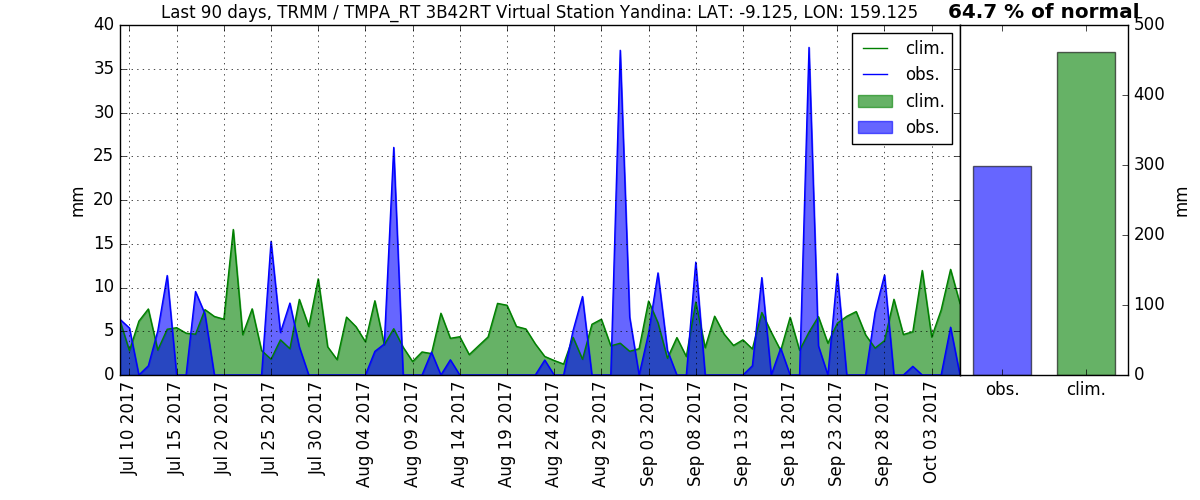 Last 90 days, TRMM / TMPA_RT 3B42RT Virtual Station Yandina: LAT: -9.125, LON: 159.125
64.7 % of normal
40
35
30
25
20
15
10
5
0
mm
clim.
obs.
clim.
obs.
500
400
300
200
100
0
mm
Jul 10 2017
Jul 15 2017
Jul 20 2017
Jul 25 2017
Jul 30 2017
Aug 04 2017
Aug 09 2017
Aug 14 2017
Aug 19 2017
Aug 24 2017
Aug 29 2017
Sep 03 2017
Sep 08 2017
Sep 13 2017
Sep 18 2017
Sep 23 2017
Sep 28 2017
Oct 03 2017
obs.
clim.